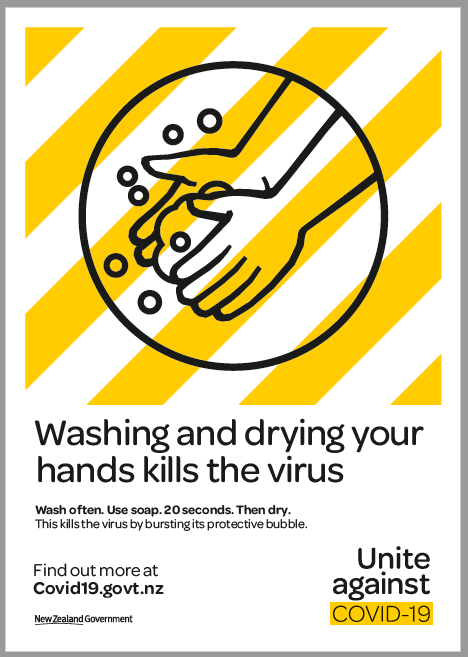 Washing and drying your
hands kills the virus
Wash often. Use soap. 20 seconds. Then dry.
This kills the virus by bursting its protective bubble.
Find out more at
Covid19.govt.nz
New Zealand Government
Unite
against
COVID-19